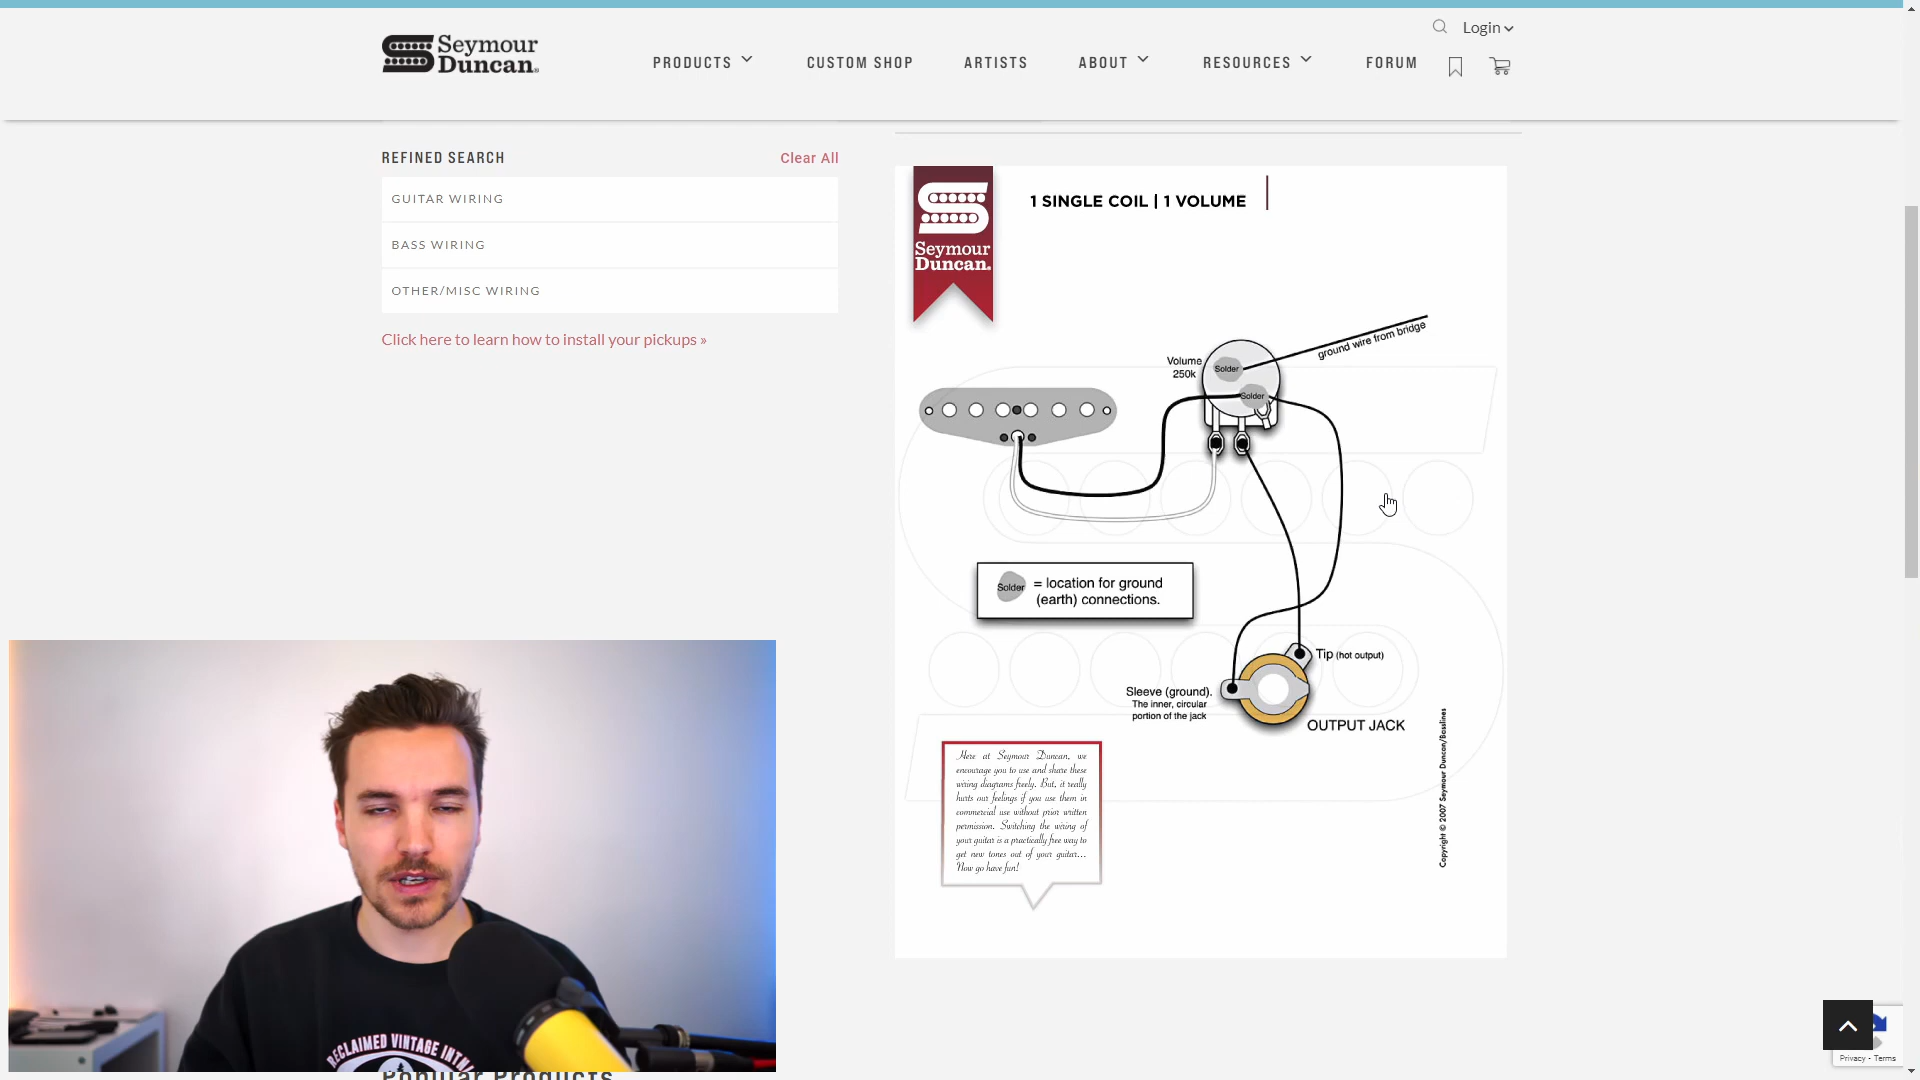 Login
Seymour
Duncan.
PRODUCTS
CUSTOM SHOP
ARTISTS
ABOUT
RESOURCES
FORUM
REFINED SEARCH
Clear All
GUITAR WIRING
BASS WIRING
OTHER/MISC WIRING
Click here to learn how to install your pickups »
Seymour
Duncan.
1 SINGLE COIL | 1 VOLUME
ground wire from bridge
Volume
250k
Solder
Solder
Solder
= location for ground
(earth) connections.
Tip (hot output)
Sleeve (ground).
The inner, circular
portion of the jack
OUTPUT JACK
Copyright © 2007 Seymour Duncan/Basslines
Here at Seymour Duncan, we
encourage you to use and share these
wiring diagrams freely. But, it really
hurts our feelings if you use them in
commercial use without prior written
permission. Switching the wiring of
your guitar is a practically free way to
get new tones out of your guitar...
Now go have fun!
RECLAIMED VINTAGE
Popular Products
Privacy - Terms